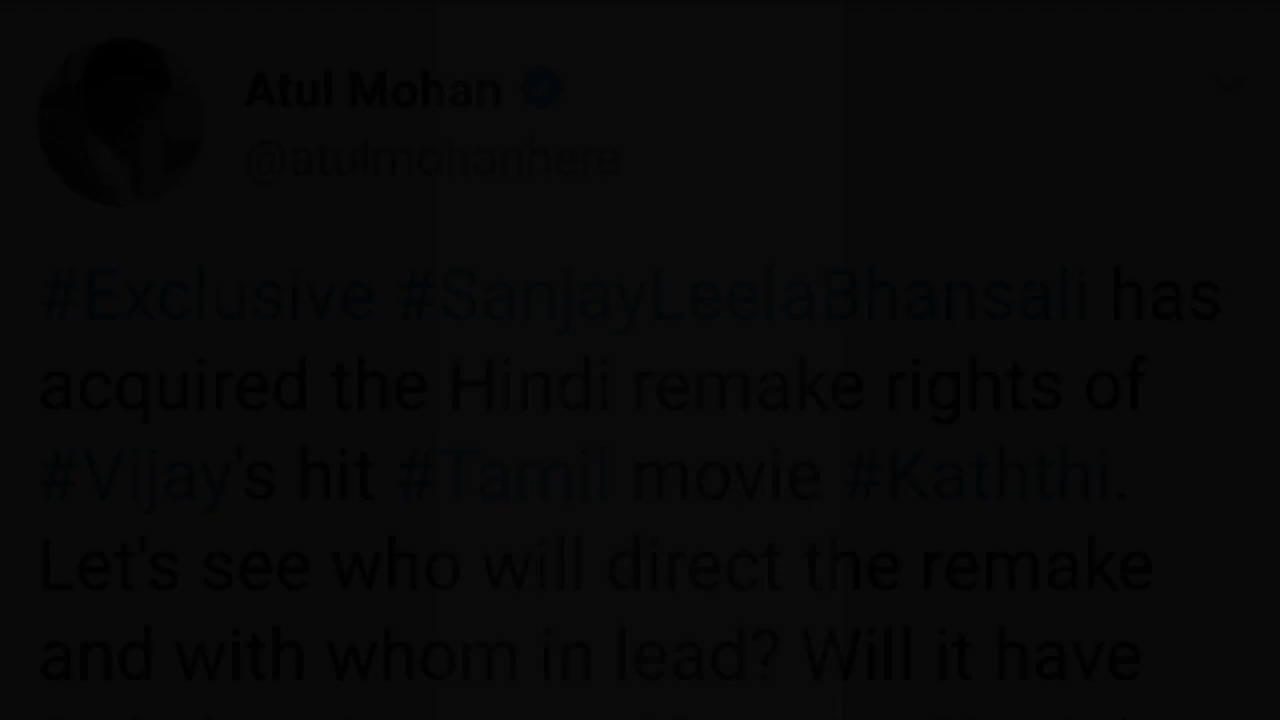 Atul Mohan
@atulmohanhere
#Exclusive #SanjayLeelaBhansali has
acquired the Hindi remake rights of
#Vijay's hit #Tamil movie #Kaththi.
Let's see who will direct the remake
and with whom in lead? Will it have